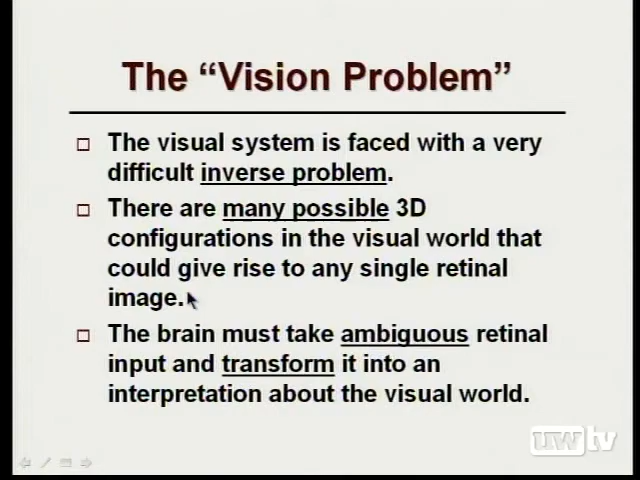 The “Vision Problem”
The visual system is faced with a very
difficult inverse problem.
There are many possible 3D
configurations in the visual world that
could give rise to any single retinal
image.
The brain must take ambiguous retinal
input and transform it into an
interpretation about the visual world.
uwtv